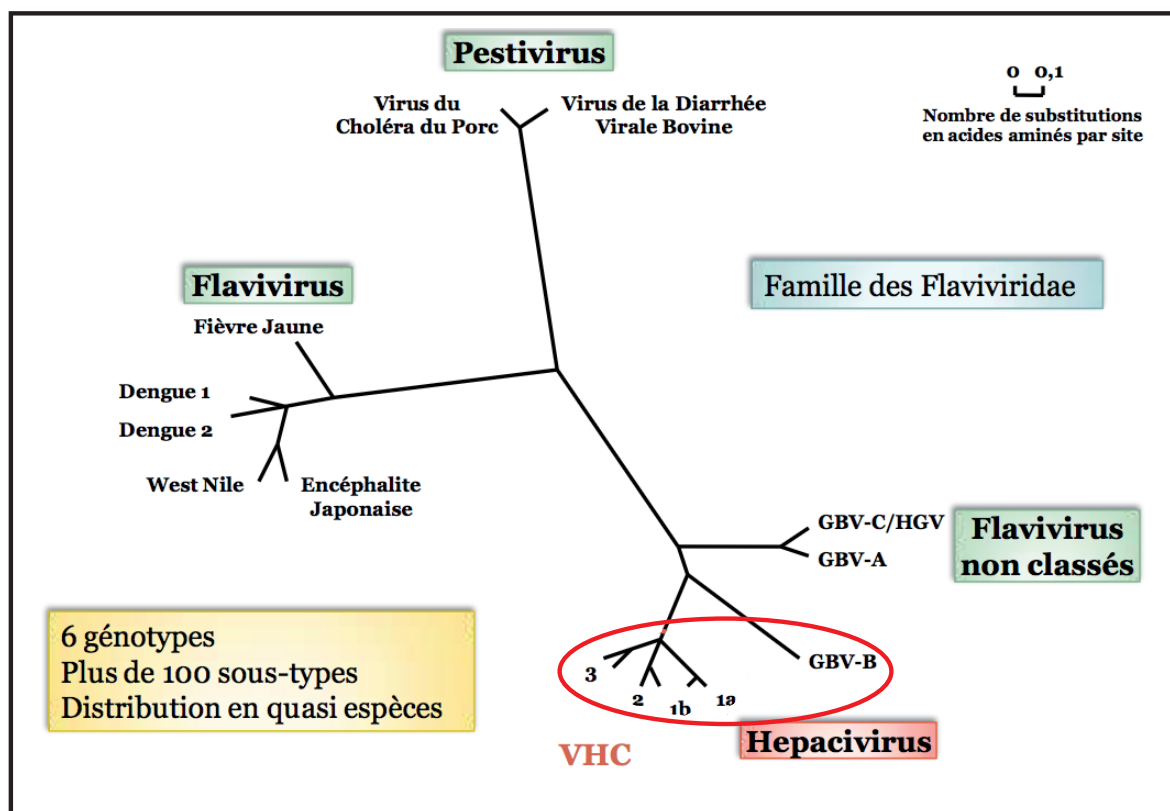 Pestivirus
Virus du
Choléra du Porc
Virus de la Diarrhée
Virale Bovine
0 0,1
Nombre de substitutions
en acides aminés par site
Flavivirus
Famille des Flaviviridae
Fièvre Jaune
Dengue 1
Dengue 2
West Nile
Encéphalite
Japonaise
GBV-C/HGV
GBV-A
Flavivirus
non classés
6 génotypes
Plus de 100 sous-types
Distribution en quasi espèces
GBV-B
3
2
1b
1a
Hepacivirus
VHC